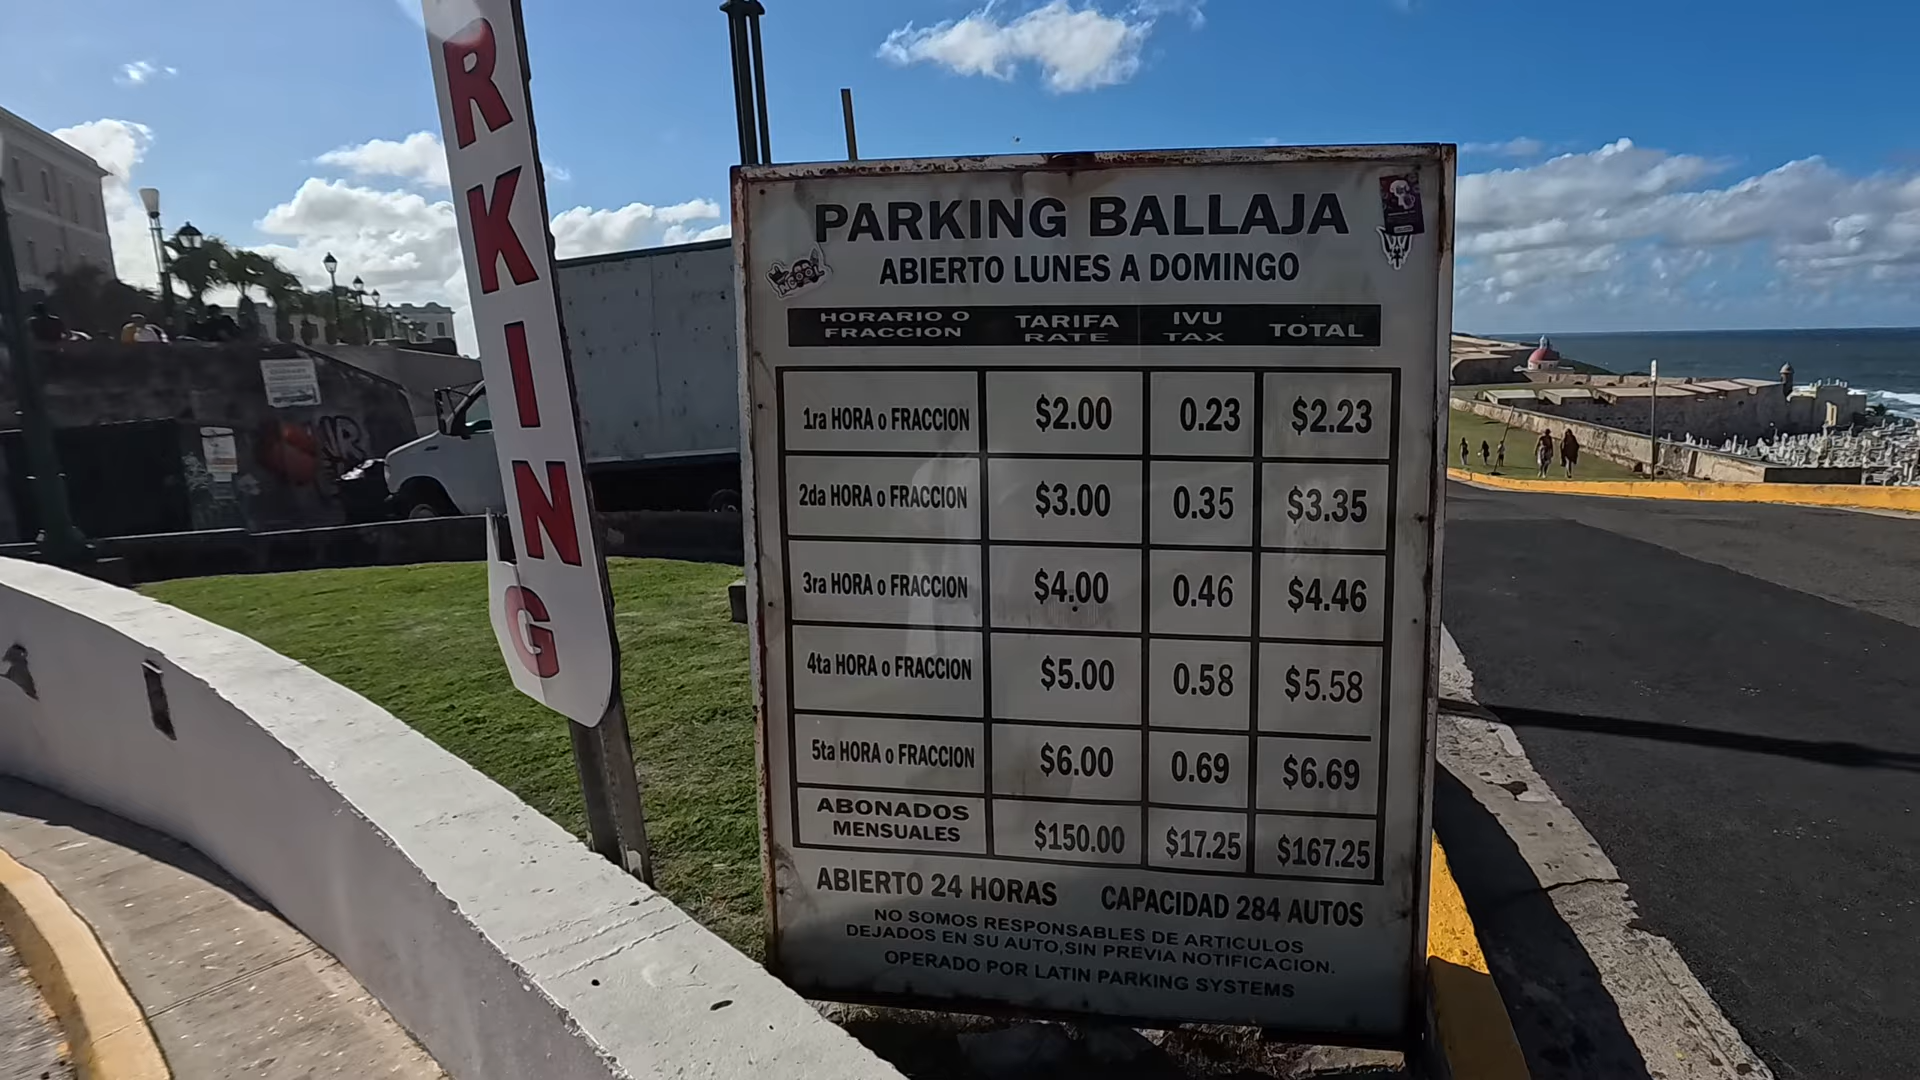 RKING
PARKING BALLAJA
ABIERTO LUNES A DOMINGO
HORARIO O FRACCION TARIFA RATE IVU TAX TOTAL
1ra HORA o FRACCION $2.00 0.23 $2.23
2da HORA o FRACCION $3.00 0.35 $3.35
3ra HORA o FRACCION $4.00 0.46 $4.46
4ta HORA o FRACCION $5.00 0.58 $5.58
5ta HORA o FRACCION $6.00 0.69 $6.69
ABONADOS MENSUALES $150.00 $17.25 $167.25
ABIERTO 24 HORAS CAPACIDAD 284 AUTOS
NO SOMOS RESPONSABLES DE ARTICULOS
DEJADOS EN SU AUTO,SIN PREVIA NOTIFICACION.
OPERADO POR LATIN PARKING SYSTEMS